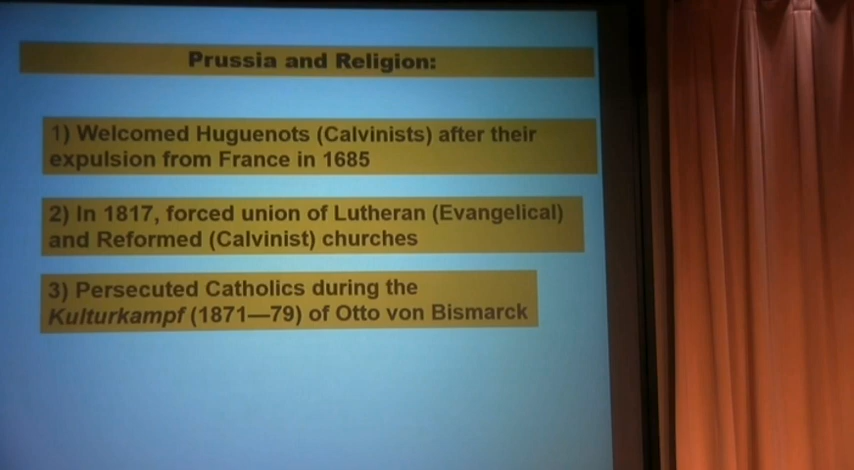 Prussia and Religion:
1) Welcomed Huguenots (Calvinists) after their
expulsion from France in 1685
2) In 1817, forced union of Lutheran (Evangelical)
and Reformed (Calvinist) churches
3) Persecuted Catholics during the
Kulturkampf (1871—79) of Otto von Bismarck